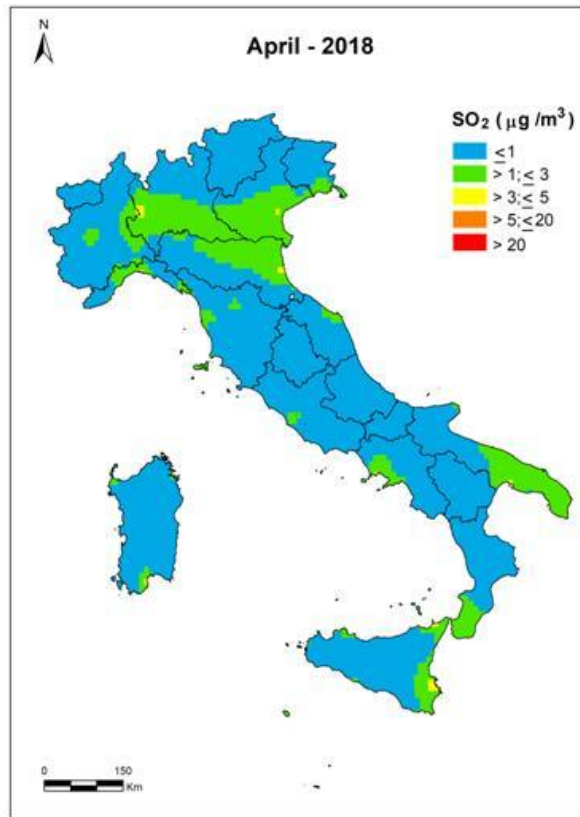 N
April - 2018
SO₂ ( µg /m³)
≤1
> 1;≤ 3
> 3;≤ 5
> 5;≤20
> 20
0 150
Km